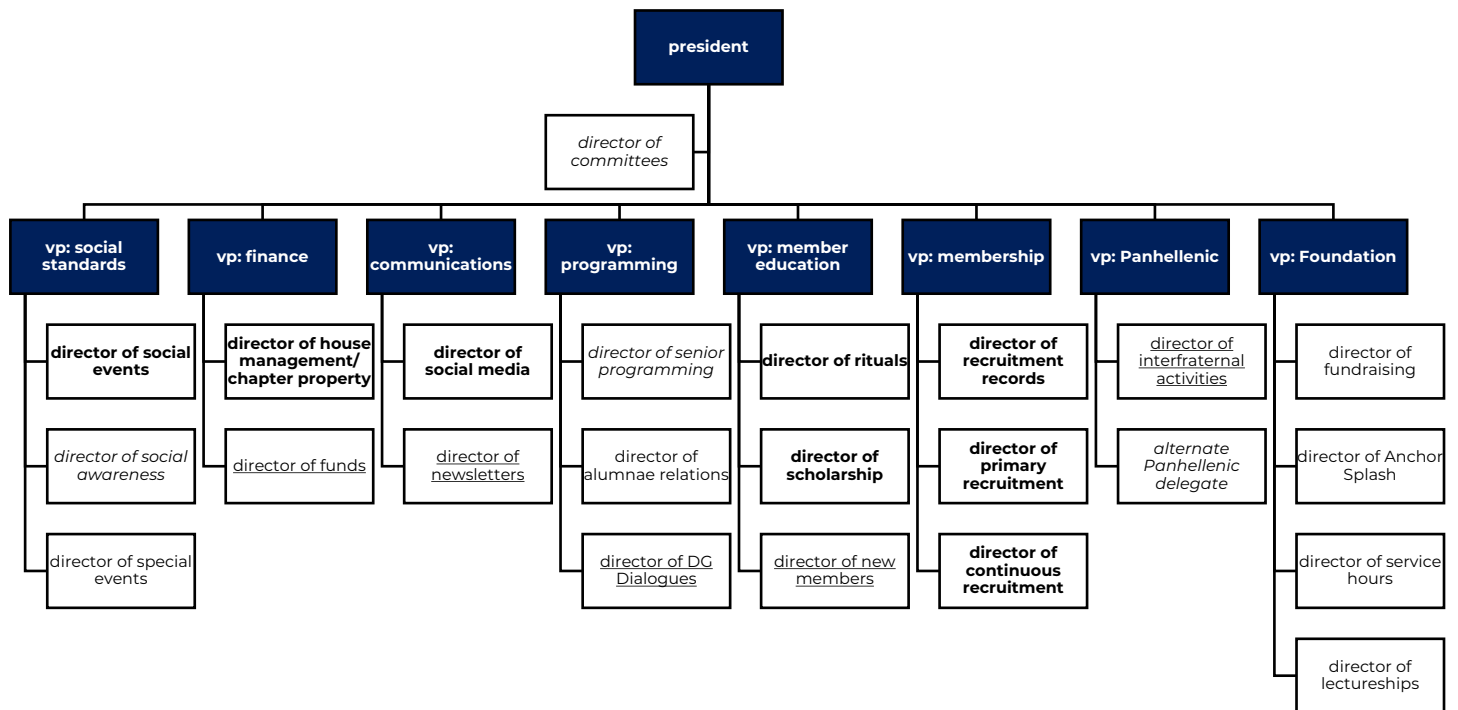 president
director of
committees
vp: social
standards
vp: finance
vp:
communications
vp:
programming
vp: member
education
vp: membership
vp: Panhellenic
vp: Foundation
director of social
events
director of social
awareness
director of special
events
director of house
management/
chapter property
director of funds
director of
social media
director of
newsletters
director of senior
programming
director of
alumnae relations
director of DG
Dialogues
director of rituals
director of
scholarship
director of new
members
director of
recruitment
records
director of
primary
recruitment
director of
continuous
recruitment
director of
interfraternal
activities
alternate
Panhellenic
delegate
director of
fundraising
director of Anchor
Splash
director of service
hours
director of
lectureships